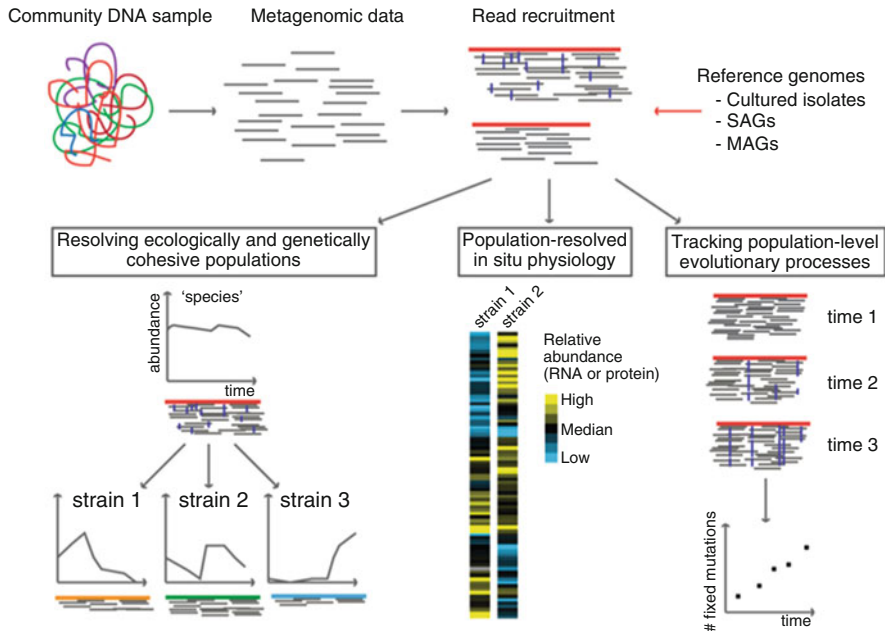 Community DNA sample
Metagenomic data
Read recruitment
Reference genomes
- Cultured isolates
- SAGs
- MAGs
Resolving ecologically and genetically
cohesive populations
Population-resolved
in situ physiology
Tracking population-level
evolutionary processes
'species'
abundance
time
strain 1
strain 2
strain 3
strain 1
strain 2
Relative
abundance
(RNA or protein)
High
Median
Low
time 1
time 2
time 3
# fixed mutations
time